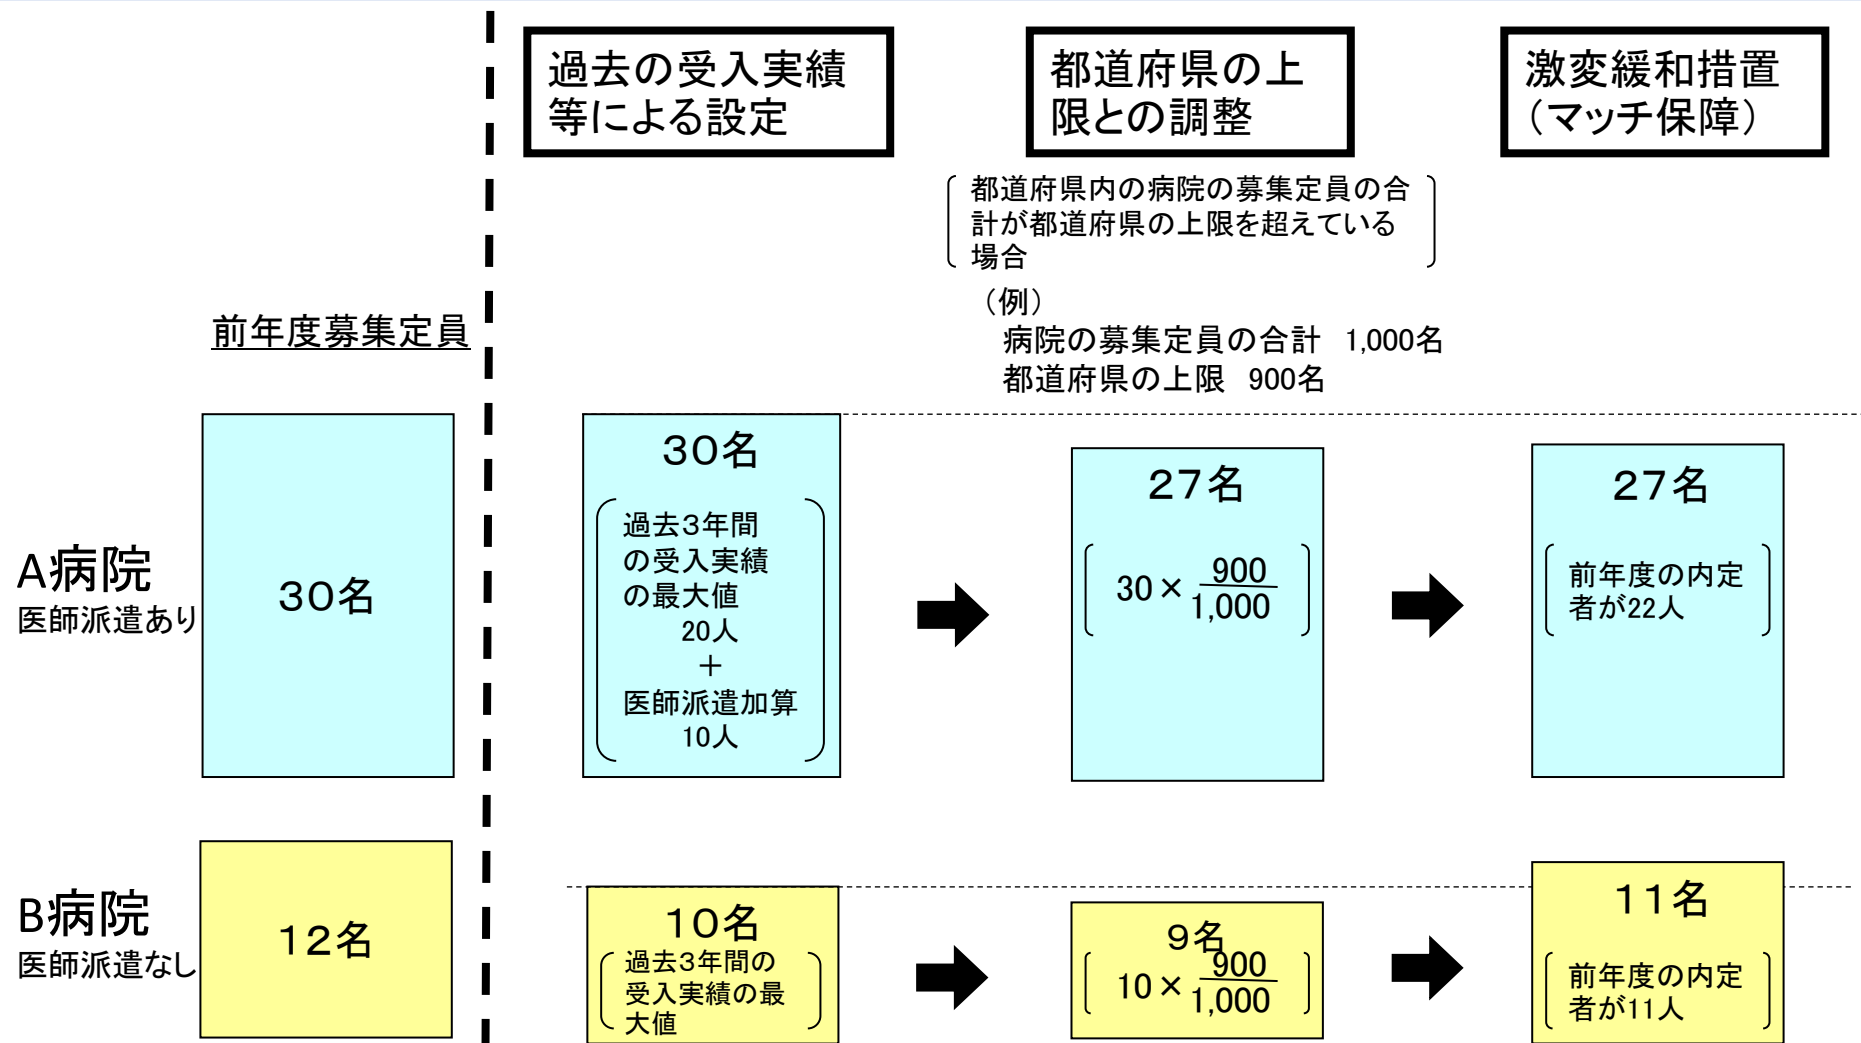 過去の受入実績
等による設定
都道府県の上
限との調整
激変緩和措置
（マッチ保障）
都道府県内の病院の募集定員の合
計が都道府県の上限を超えている
場合
（例）
病院の募集定員の合計 1,000名
都道府県の上限 900名
前年度募集定員
A病院
医師派遣あり
30名
30名
過去3年間
の受入実績
の最大値
20人
＋
医師派遣加算
10人
27名
30×900/1,000
27名
前年度の内定
者が22人
B病院
医師派遣なし
12名
10名
過去3年間の
受入実績の最
大値
9名
10×900/1,000
11名
前年度の内定
者が11人